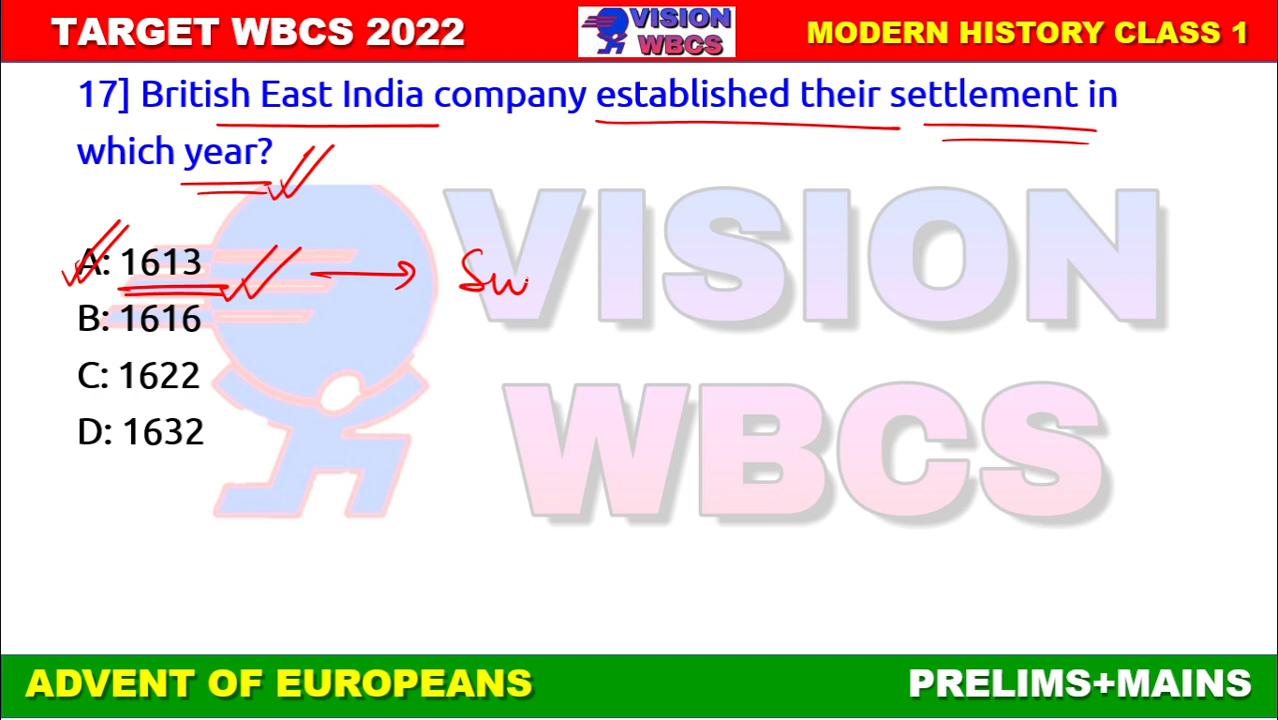 TARGET WBCS 2022
VISION
WBCS
MODERN HISTORY CLASS 1
17] British East India company established their settlement in
which year?
A: 1613
B: 1616
C: 1622
D: 1632
VISION
WBCS
ADVENT OF EUROPEANS
PRELIMS+MAINS